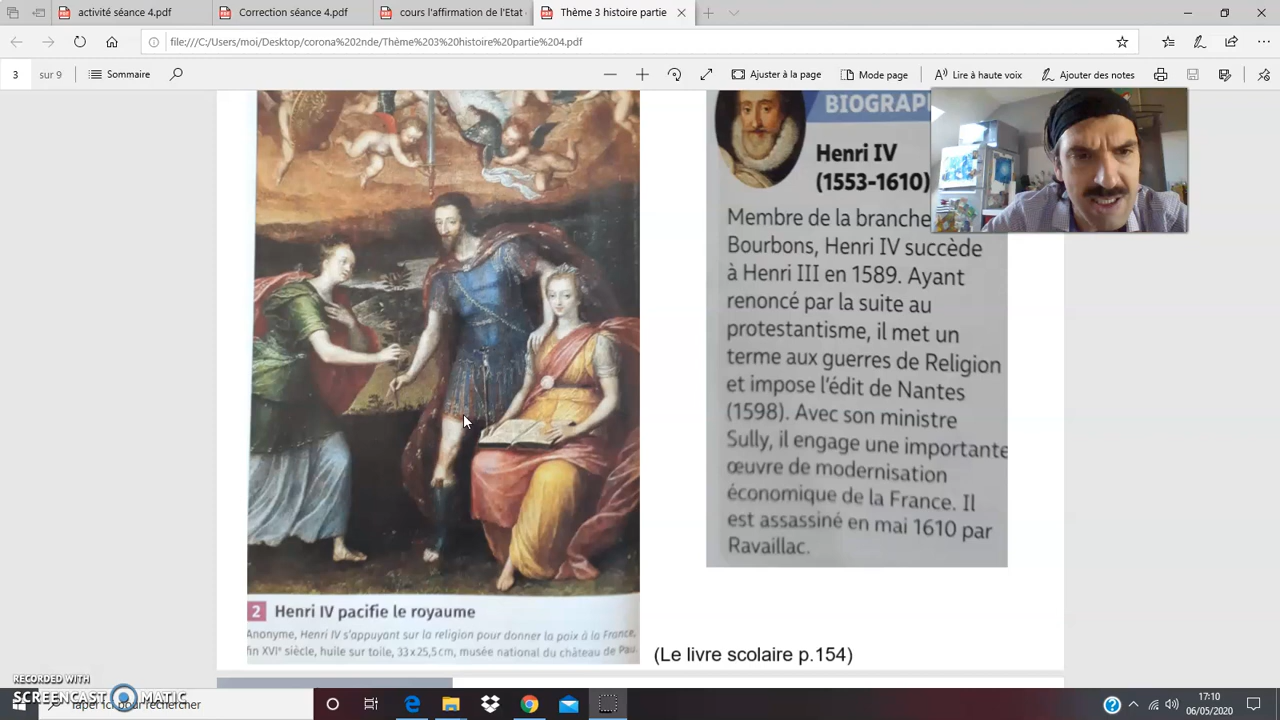 activité séance 4.pdf
Correction séance 4.pdf
cours l'affirmation de l'Etat
Thème 3 histoire partie
file:///C:/Users/moi/Desktop/corona%202nde/Thème%203%20histoire%20partie%204.pdf
3 sur 9 Sommaire
Ajuster à la page
Mode page
Lire à haute voix
Ajouter des notes
BIOGRAP
Henri IV
(1553-1610)
Membre de la branche
Bourbons, Henri IV succède
à Henri III en 1589. Ayant
renoncé par la suite au
protestantisme, il met un
terme aux guerres de Religion
et impose l'édit de Nantes
(1598). Avec son ministre
Sully, il engage une importante
œuvre de modernisation
économique de la France. Il
est assassiné en mai 1610 par
Ravaillac.
2 Henri IV pacifie le royaume
Anonyme, Henri IV s'appuyant sur la religion pour donner la paix à la France,
fin XVIe siècle, huile sur toile, 33 x 25,5 cm, musée national du château de Pau.
(Le livre scolaire p.154)
RECORDED WITH
SCREENCAST MATIC
Taper ici pour rechercher
17:10
06/05/2020